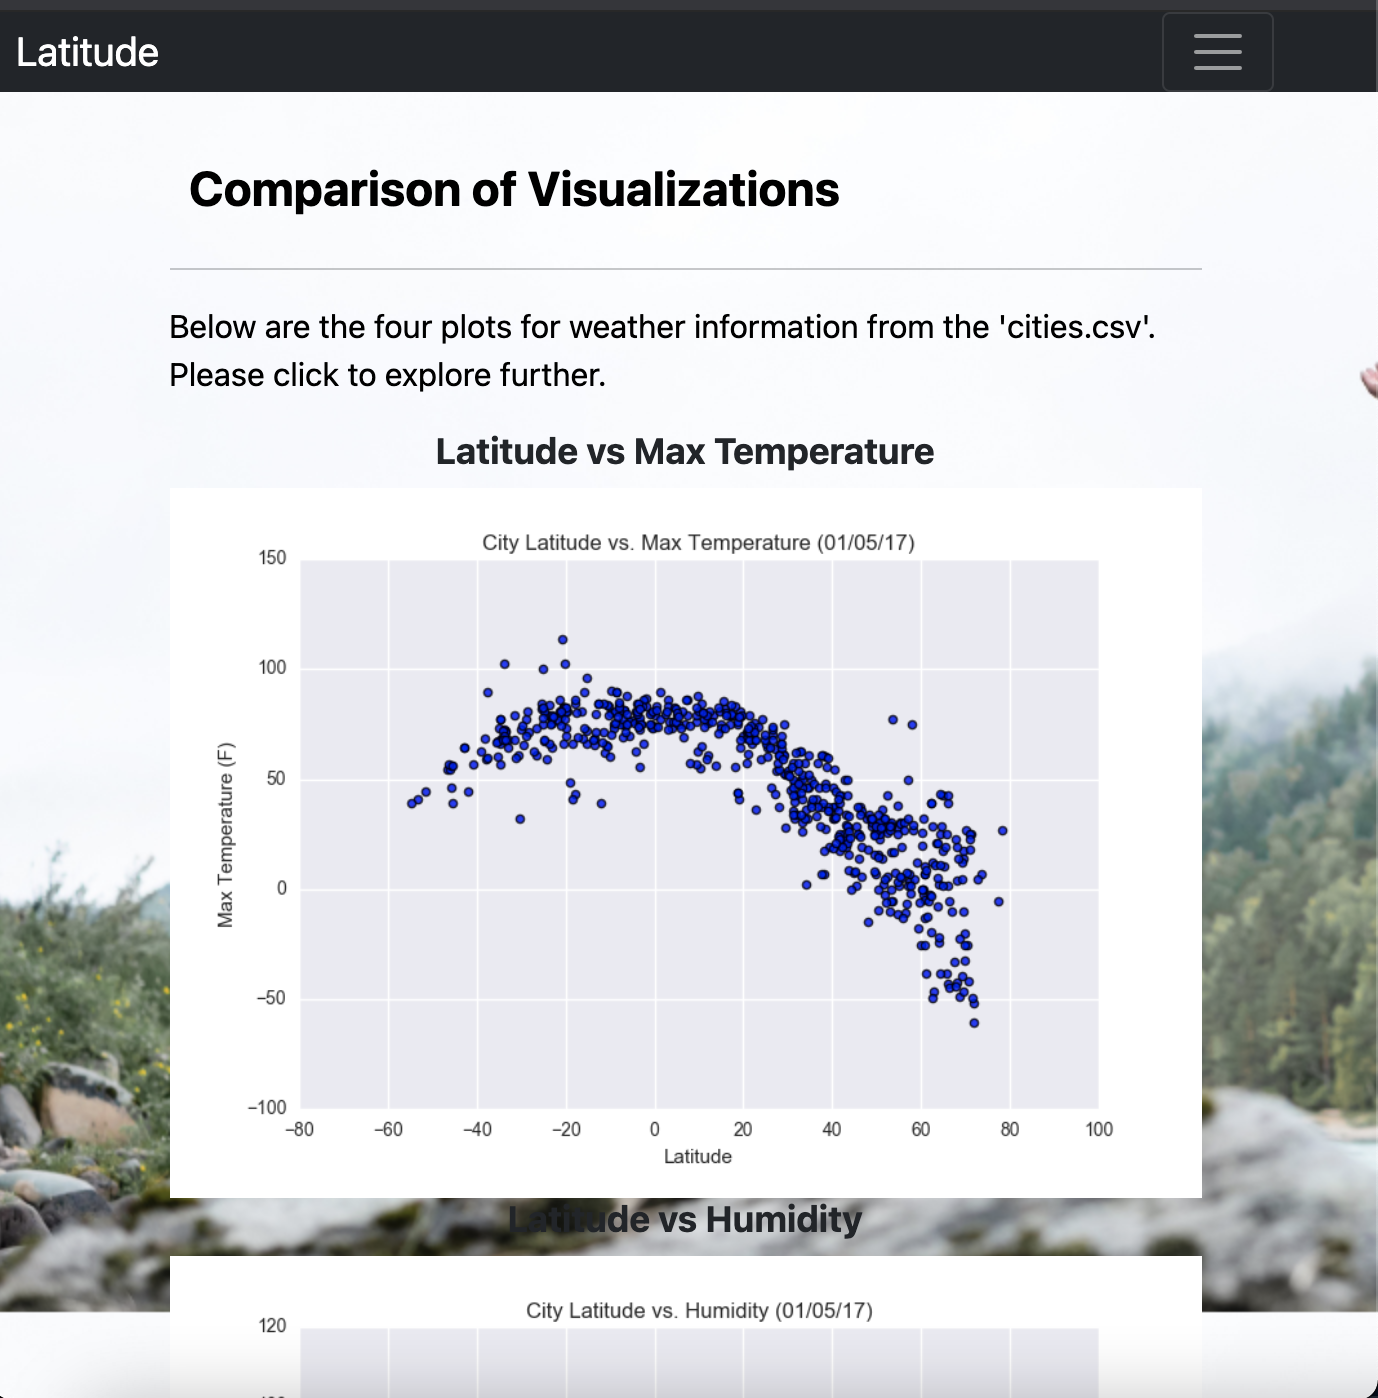 Latitude
Comparison of Visualizations
Below are the four plots for weather information from the 'cities.csv'.
Please click to explore further.
Latitude vs Max Temperature
City Latitude vs. Max Temperature (01/05/17)
150
100
50
0
−50
−100
Max Temperature (F)
−80 −60 −40 −20 0 20 40 60 80 100
Latitude
Latitude vs Humidity
City Latitude vs. Humidity (01/05/17)
120